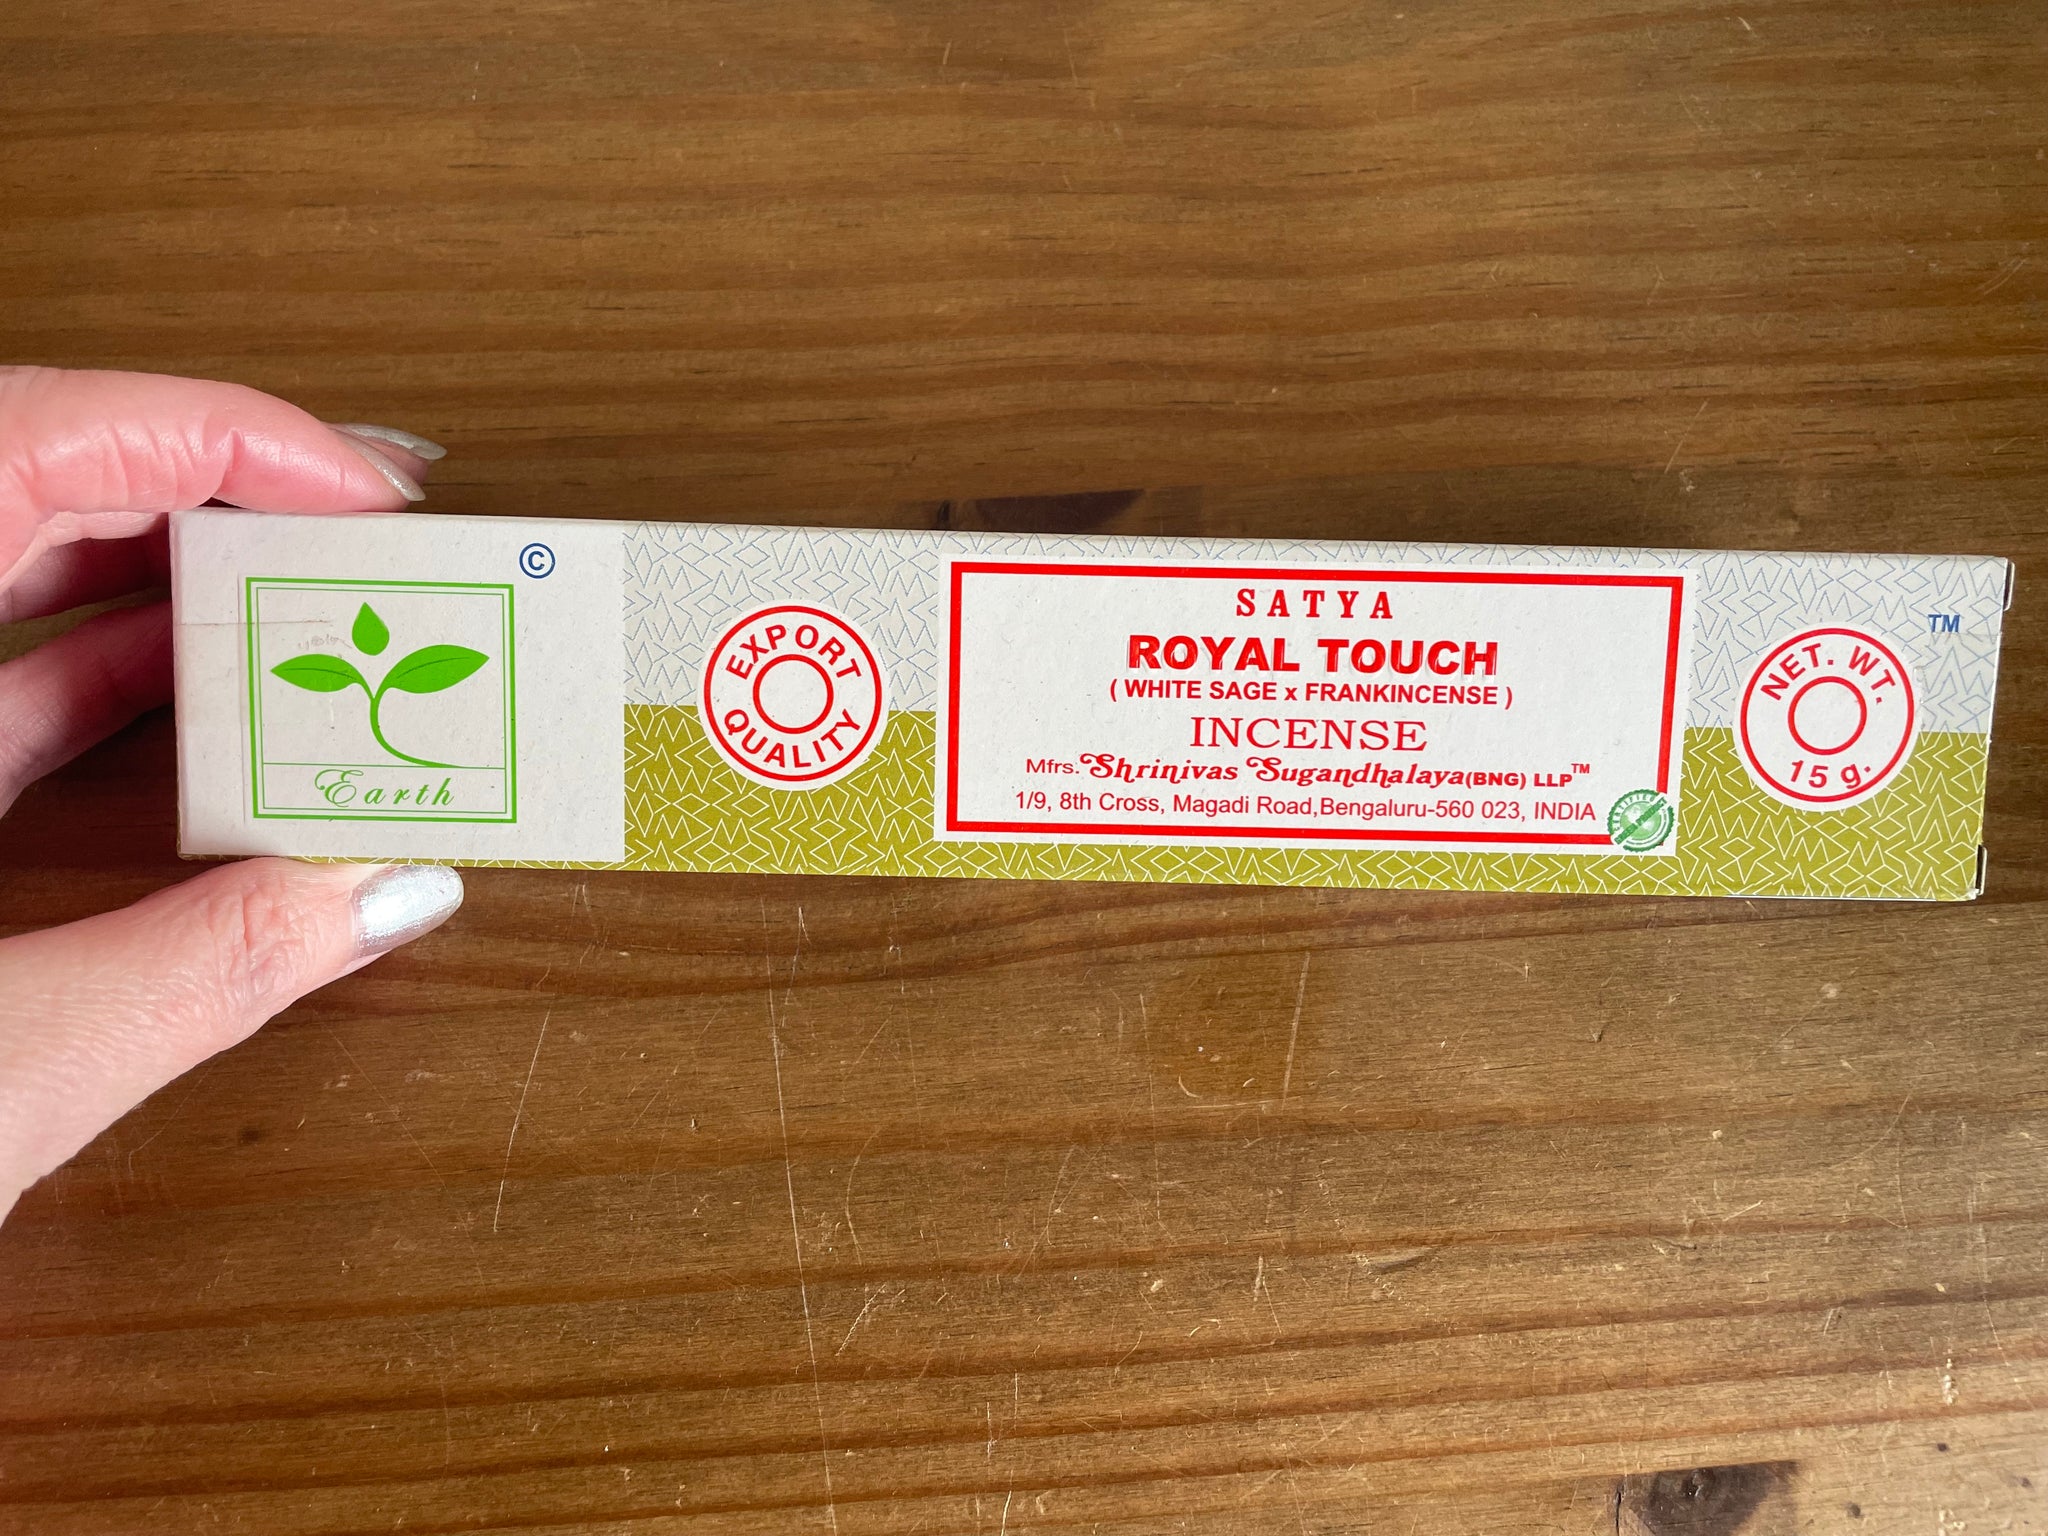 ©
Earth
EXPORT
QUALITY
SATYA
ROYAL TOUCH
( WHITE SAGE x FRANKINCENSE )
INCENSE
Mfrs. Shrinivas Sugandhalaya (BNG) LLP™
1/9, 8th Cross, Magadi Road,Bengaluru-560 023, INDIA
NET. WT.
15 g.
TM